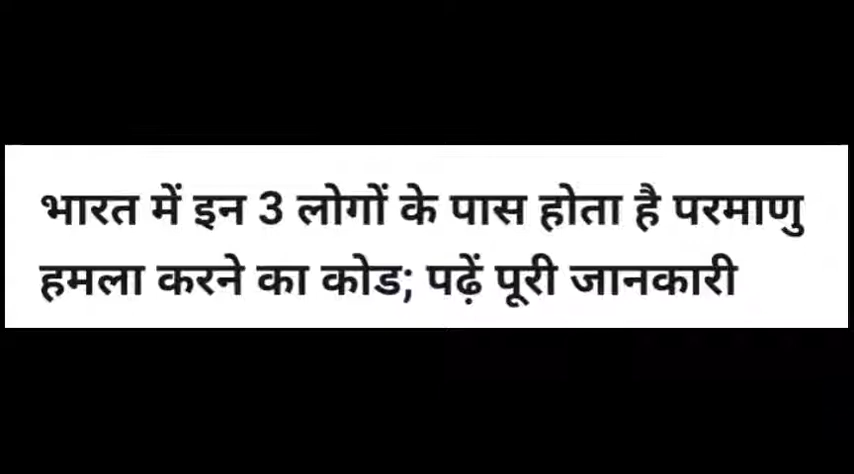 भारत में इन 3 लोगों के पास होता है परमाणु
हमला करने का कोड; पढ़ें पूरी जानकारी